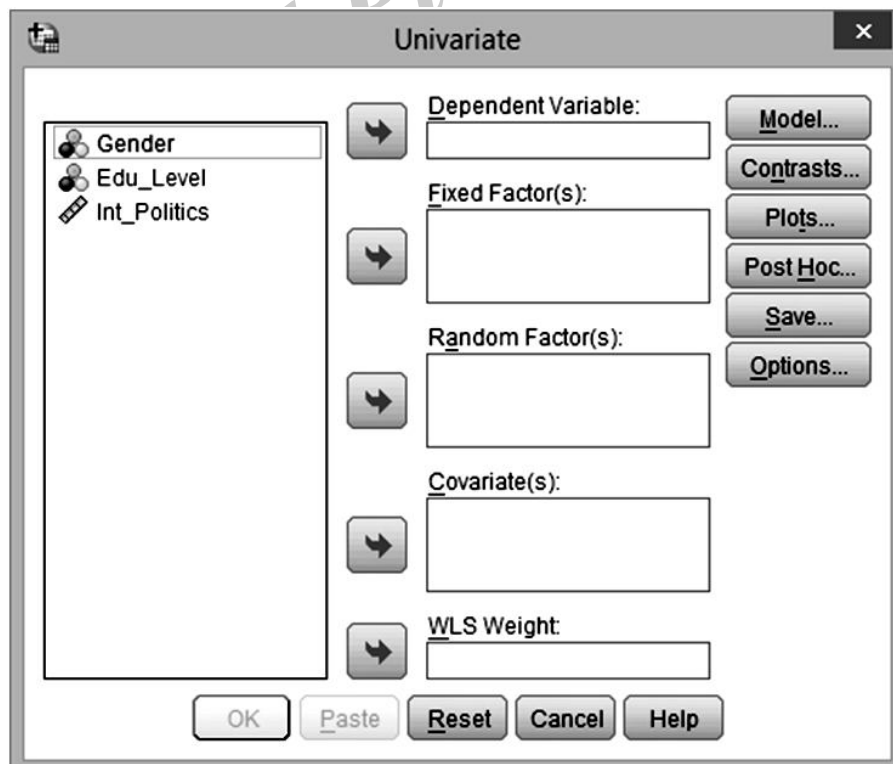 Univariate
Gender
Edu_Level
Int_Politics
Dependent Variable:
Fixed Factor(s):
Random Factor(s):
Covariate(s):
WLS Weight:
Model...
Contrasts...
Plots...
Post Hoc...
Save...
Options...
OK
Paste
Reset
Cancel
Help